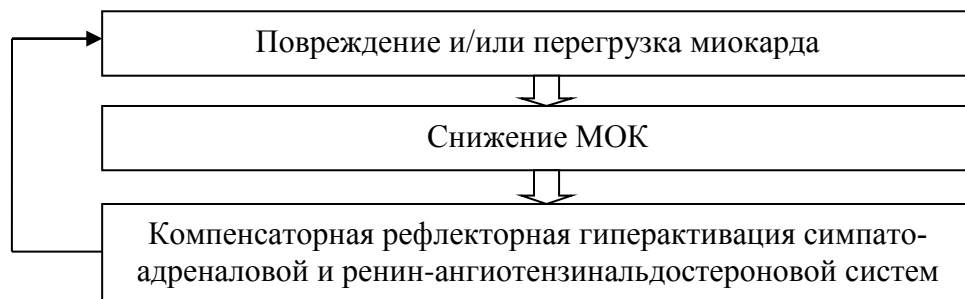 Повреждение и/или перегрузка миокарда
Снижение МОК
Компенсаторная рефлекторная гиперактивация симпато-
адреналовой и ренин-ангиотензинальдостероновой систем